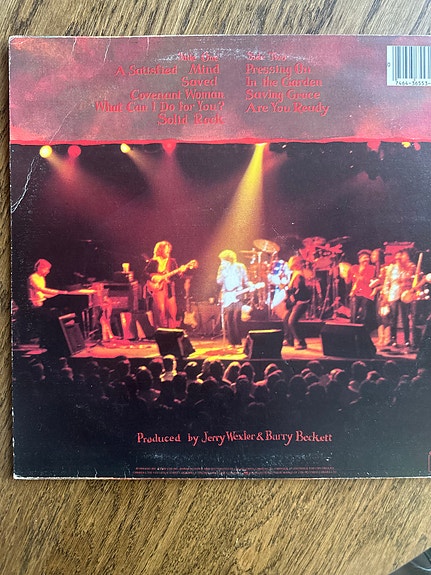 Side One
A Satisfied Mind
Saved
Covenant Woman
What Can I Do For You?
Solid Rock
Side Two
Pressing On
In the Garden
Saving Grace
Are You Ready
Produced by Jerry Wexler & Barry Beckett